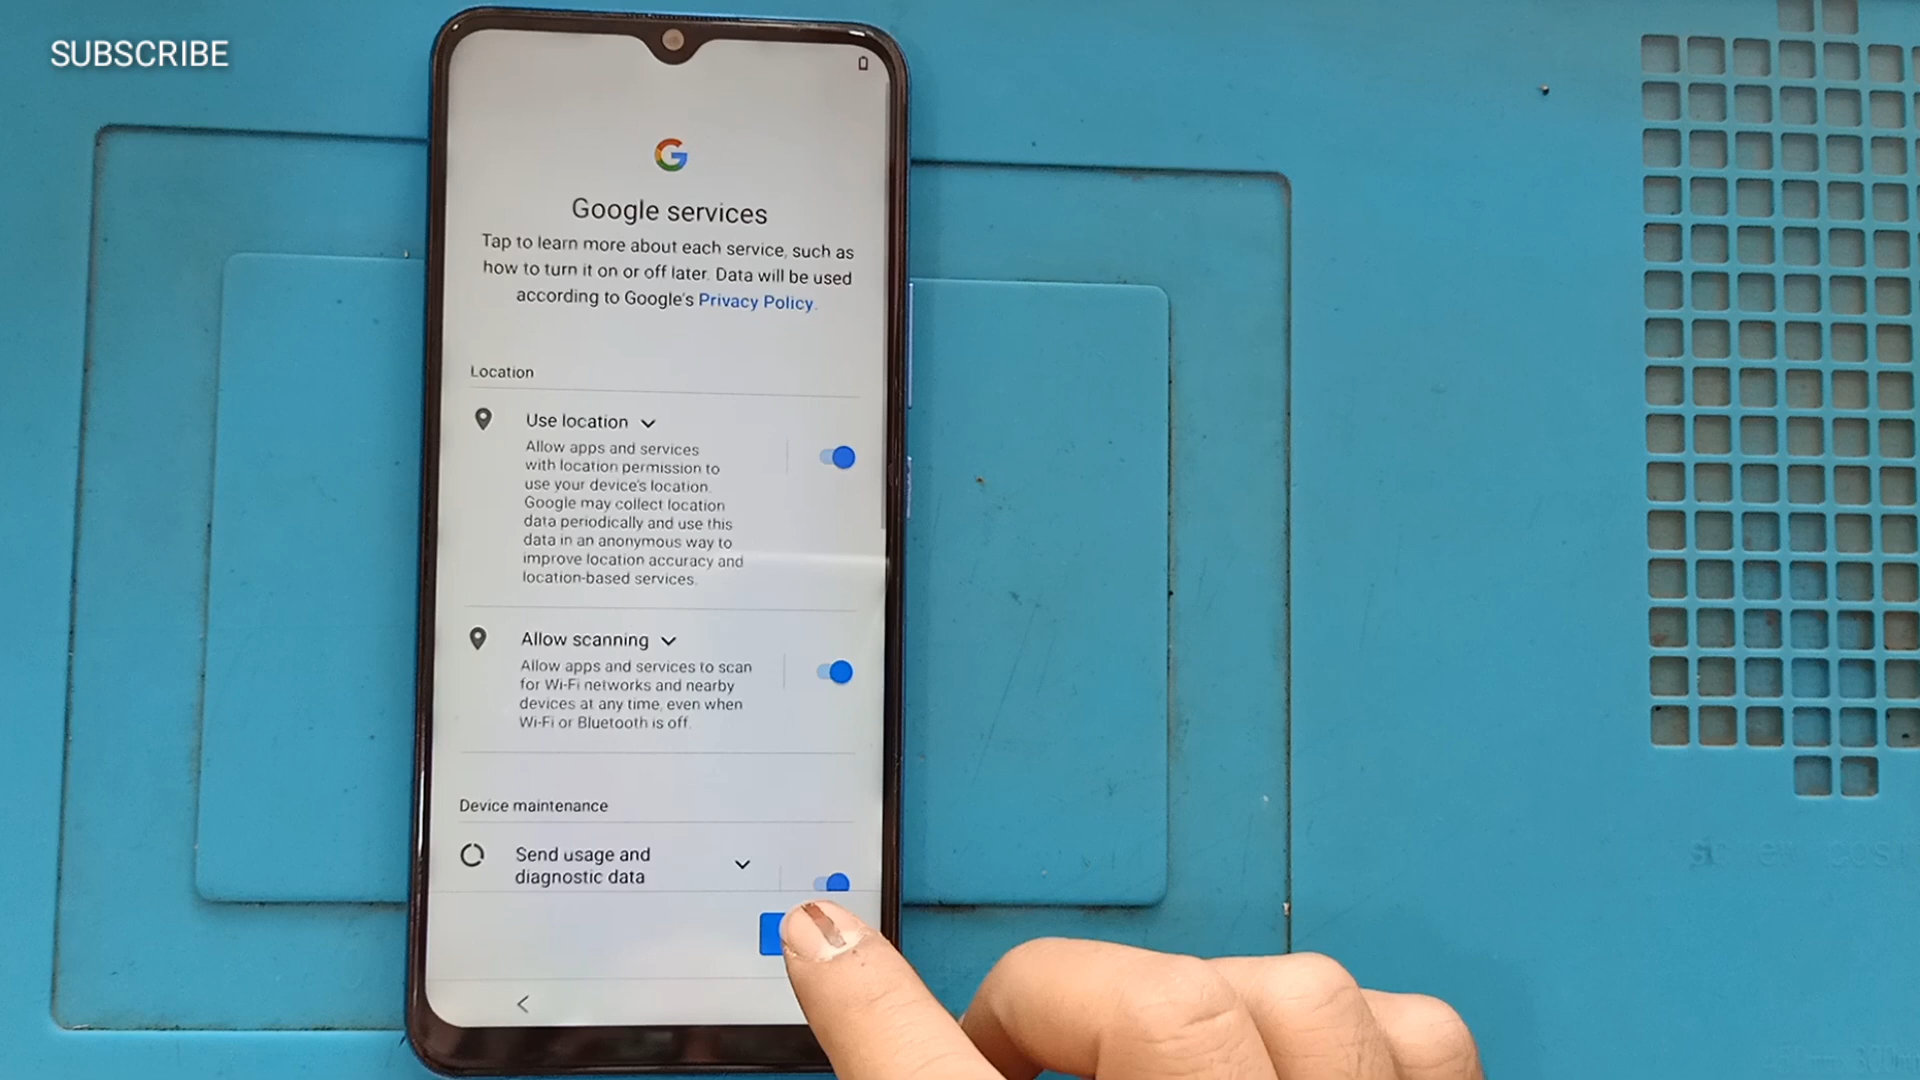 SUBSCRIBE
Google services
Tap to learn more about each service, such as
how to turn it on or off later. Data will be used
according to Google's Privacy Policy.
Location
Use location
Allow apps and services
with location permission to
use your device's location.
Google may collect location
data periodically and use this
data in an anonymous way to
improve location accuracy and
location-based services.
Allow scanning
Allow apps and services to scan
for Wi-Fi networks and nearby
devices at any time, even when
Wi-Fi or Bluetooth is off.
Device maintenance
Send usage and
diagnostic data